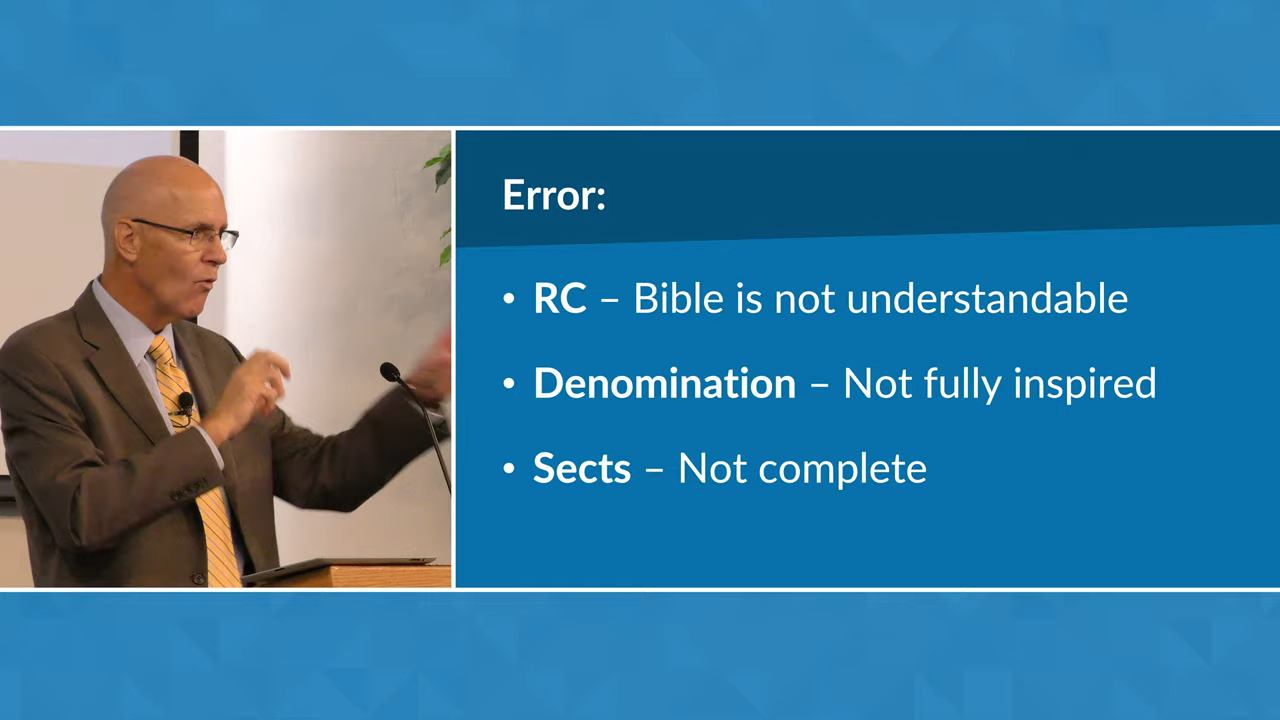 Error:
• RC – Bible is not understandable
• Denomination – Not fully inspired
• Sects – Not complete